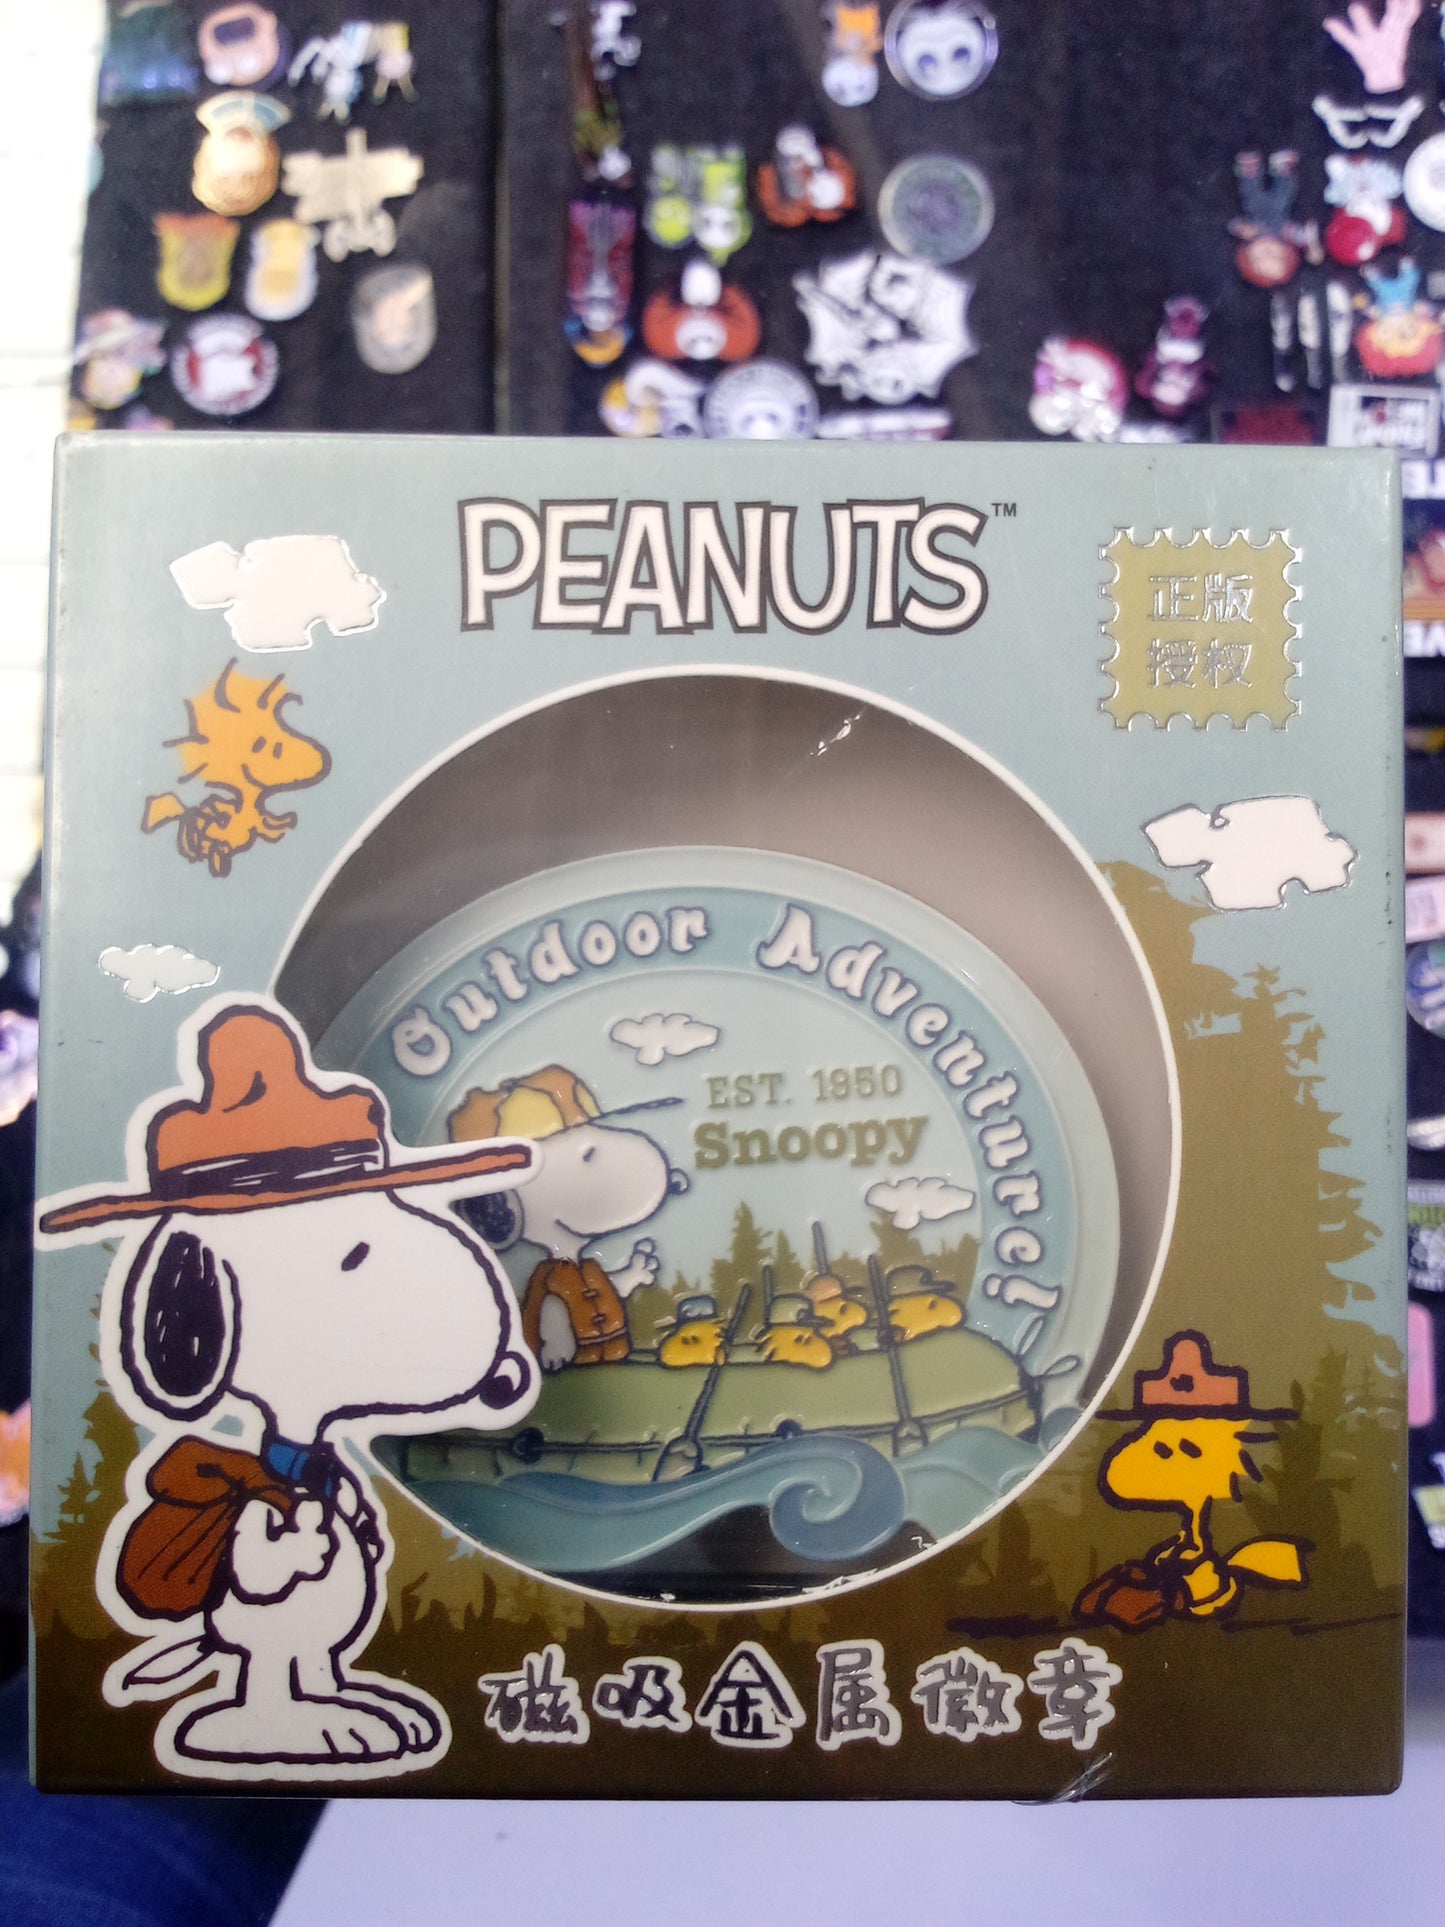 PEANUTS™
正版
授权
Outdoor Adventure!
EST. 1950
Snoopy
磁吸金属徽章